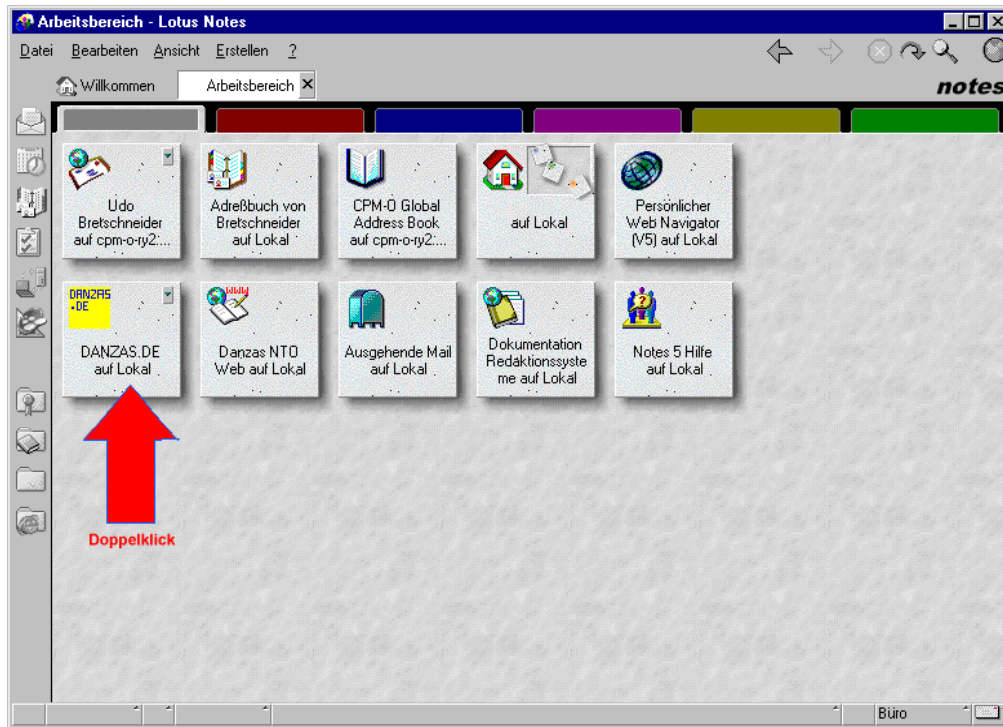 Arbeitsbereich - Lotus Notes
Datei Bearbeiten Ansicht Erstellen ?
Willkommen Arbeitsbereich
notes
Udo
Bretschneider
auf cpm-o-ry2:...
Adreßbuch von
Bretschneider
auf Lokal
CPM-O Global
Address Book
auf cpm-o-ry2:...
auf Lokal
Persönlicher
Web Navigator
(V5) auf Lokal
DANZAS
.DE
DANZAS.DE
auf Lokal
WWW
Danzas NTO
Web auf Lokal
Ausgehende Mail
auf Lokal
Dokumentation
Redaktionssyste
me auf Lokal
Notes 5 Hilfe
auf Lokal
Doppelklick
Büro